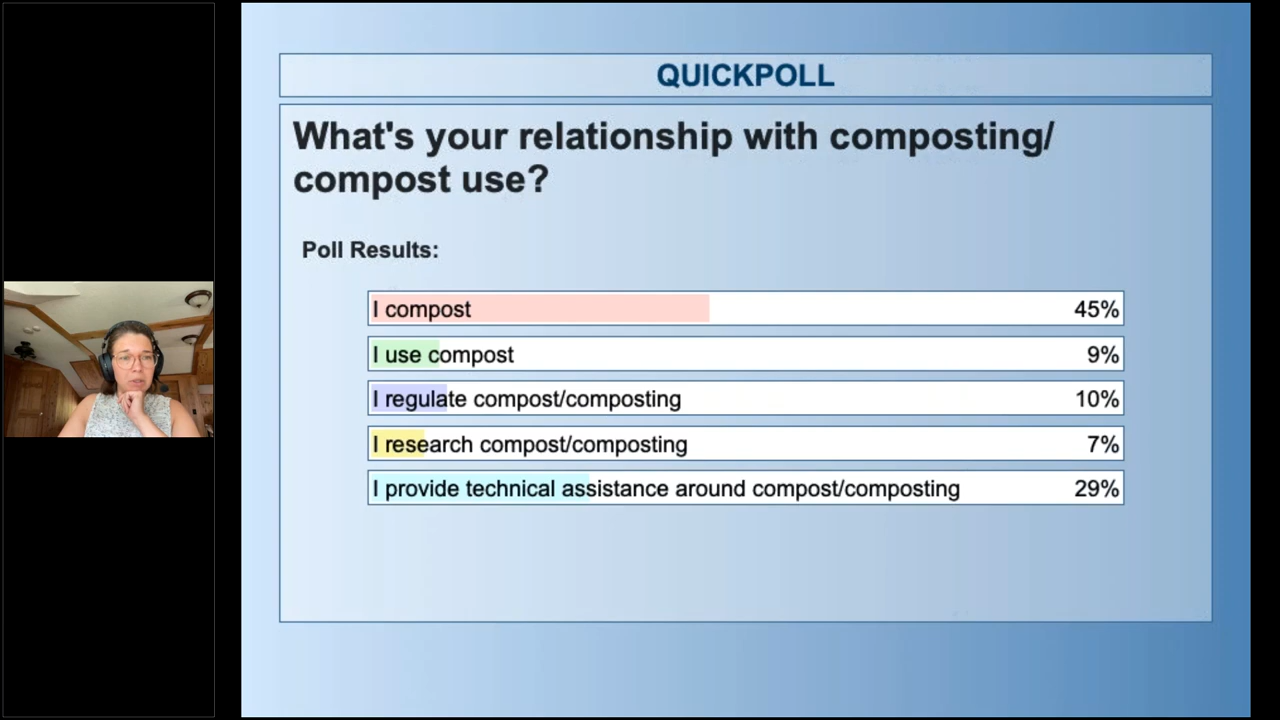 QUICKPOLL
What's your relationship with composting/
compost use?
Poll Results:
I compost 45%
I use compost 9%
I regulate compost/composting 10%
I research compost/composting 7%
I provide technical assistance around compost/composting 29%